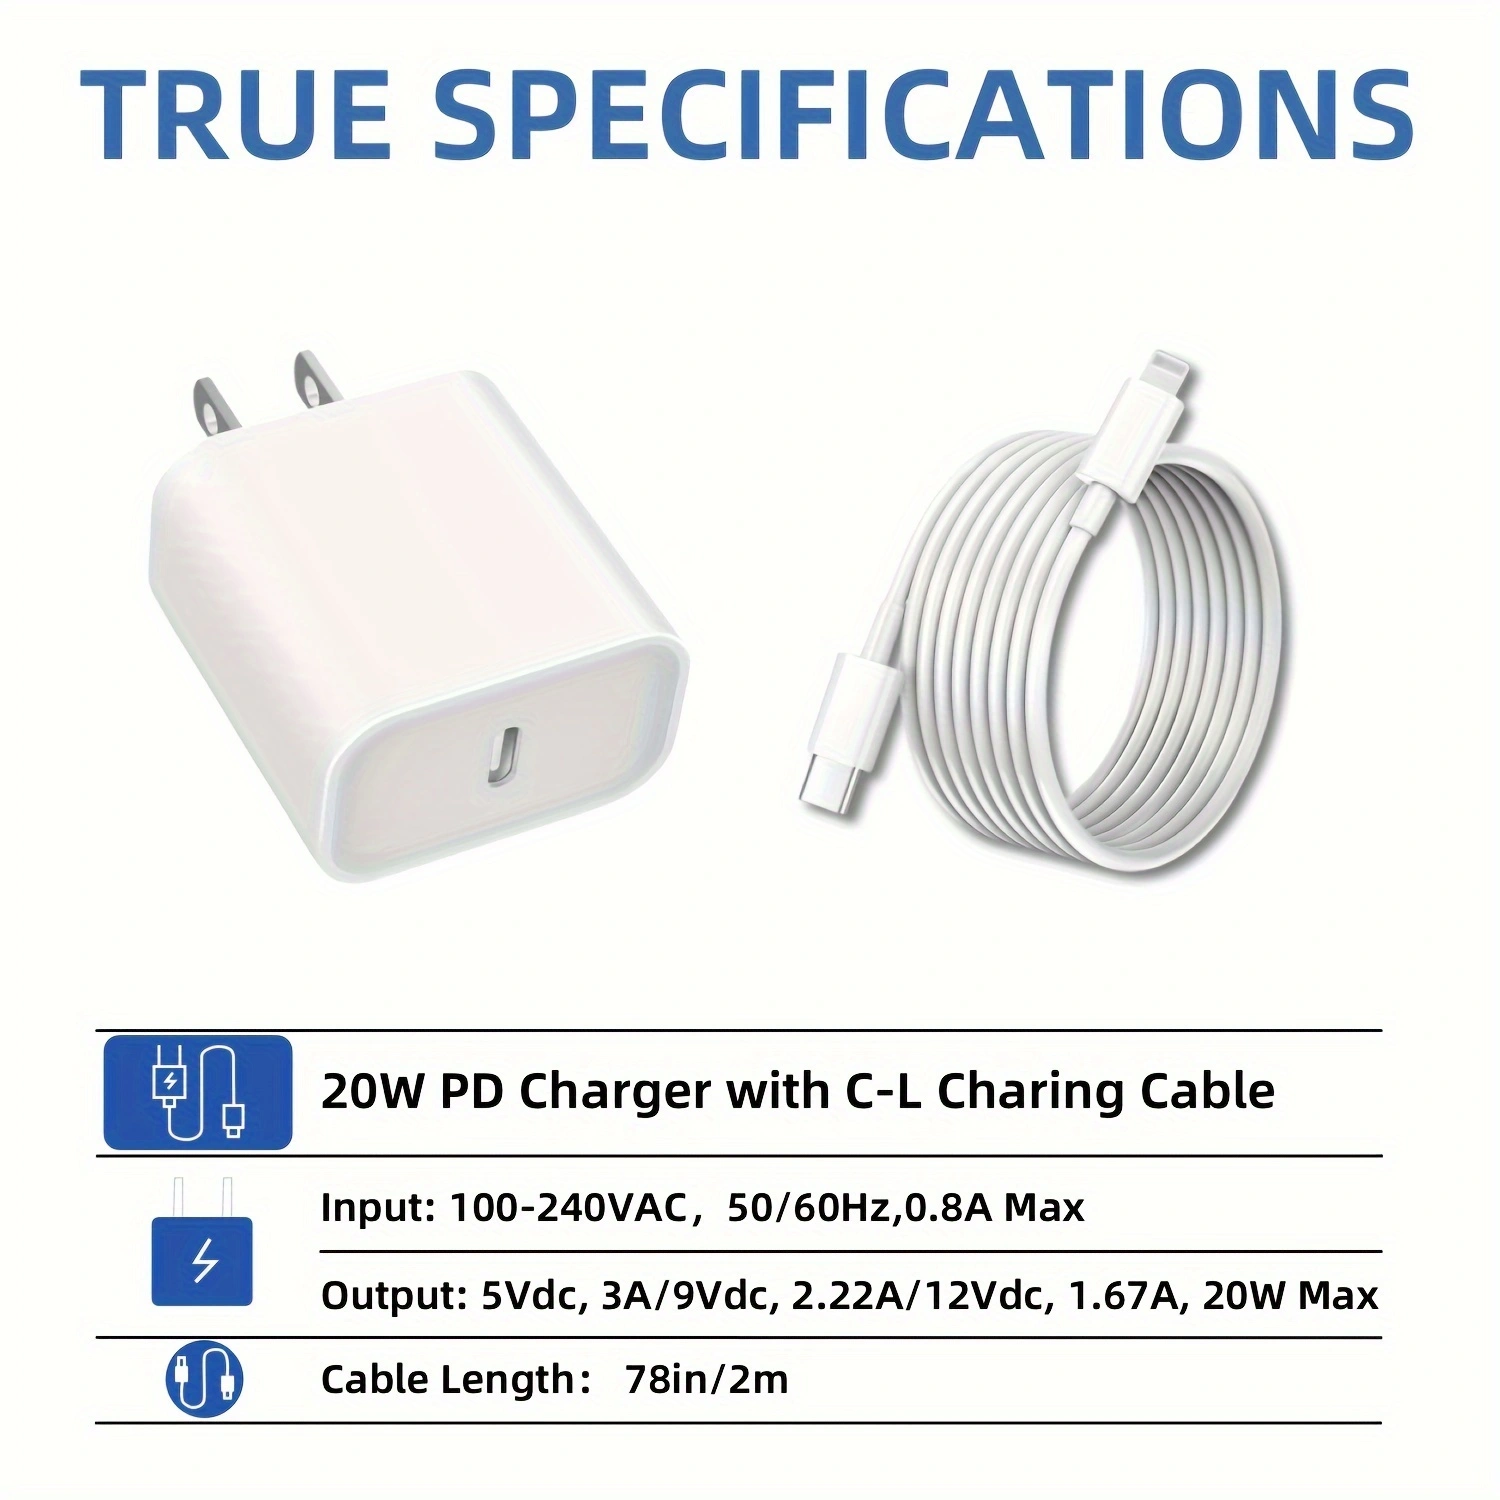 TRUE SPECIFICATIONS
20W PD Charger with C-L Charing Cable
Input: 100-240VAC, 50/60Hz,0.8A Max
Output: 5Vdc, 3A/9Vdc, 2.22A/12Vdc, 1.67A, 20W Max
Cable Length: 78in/2m